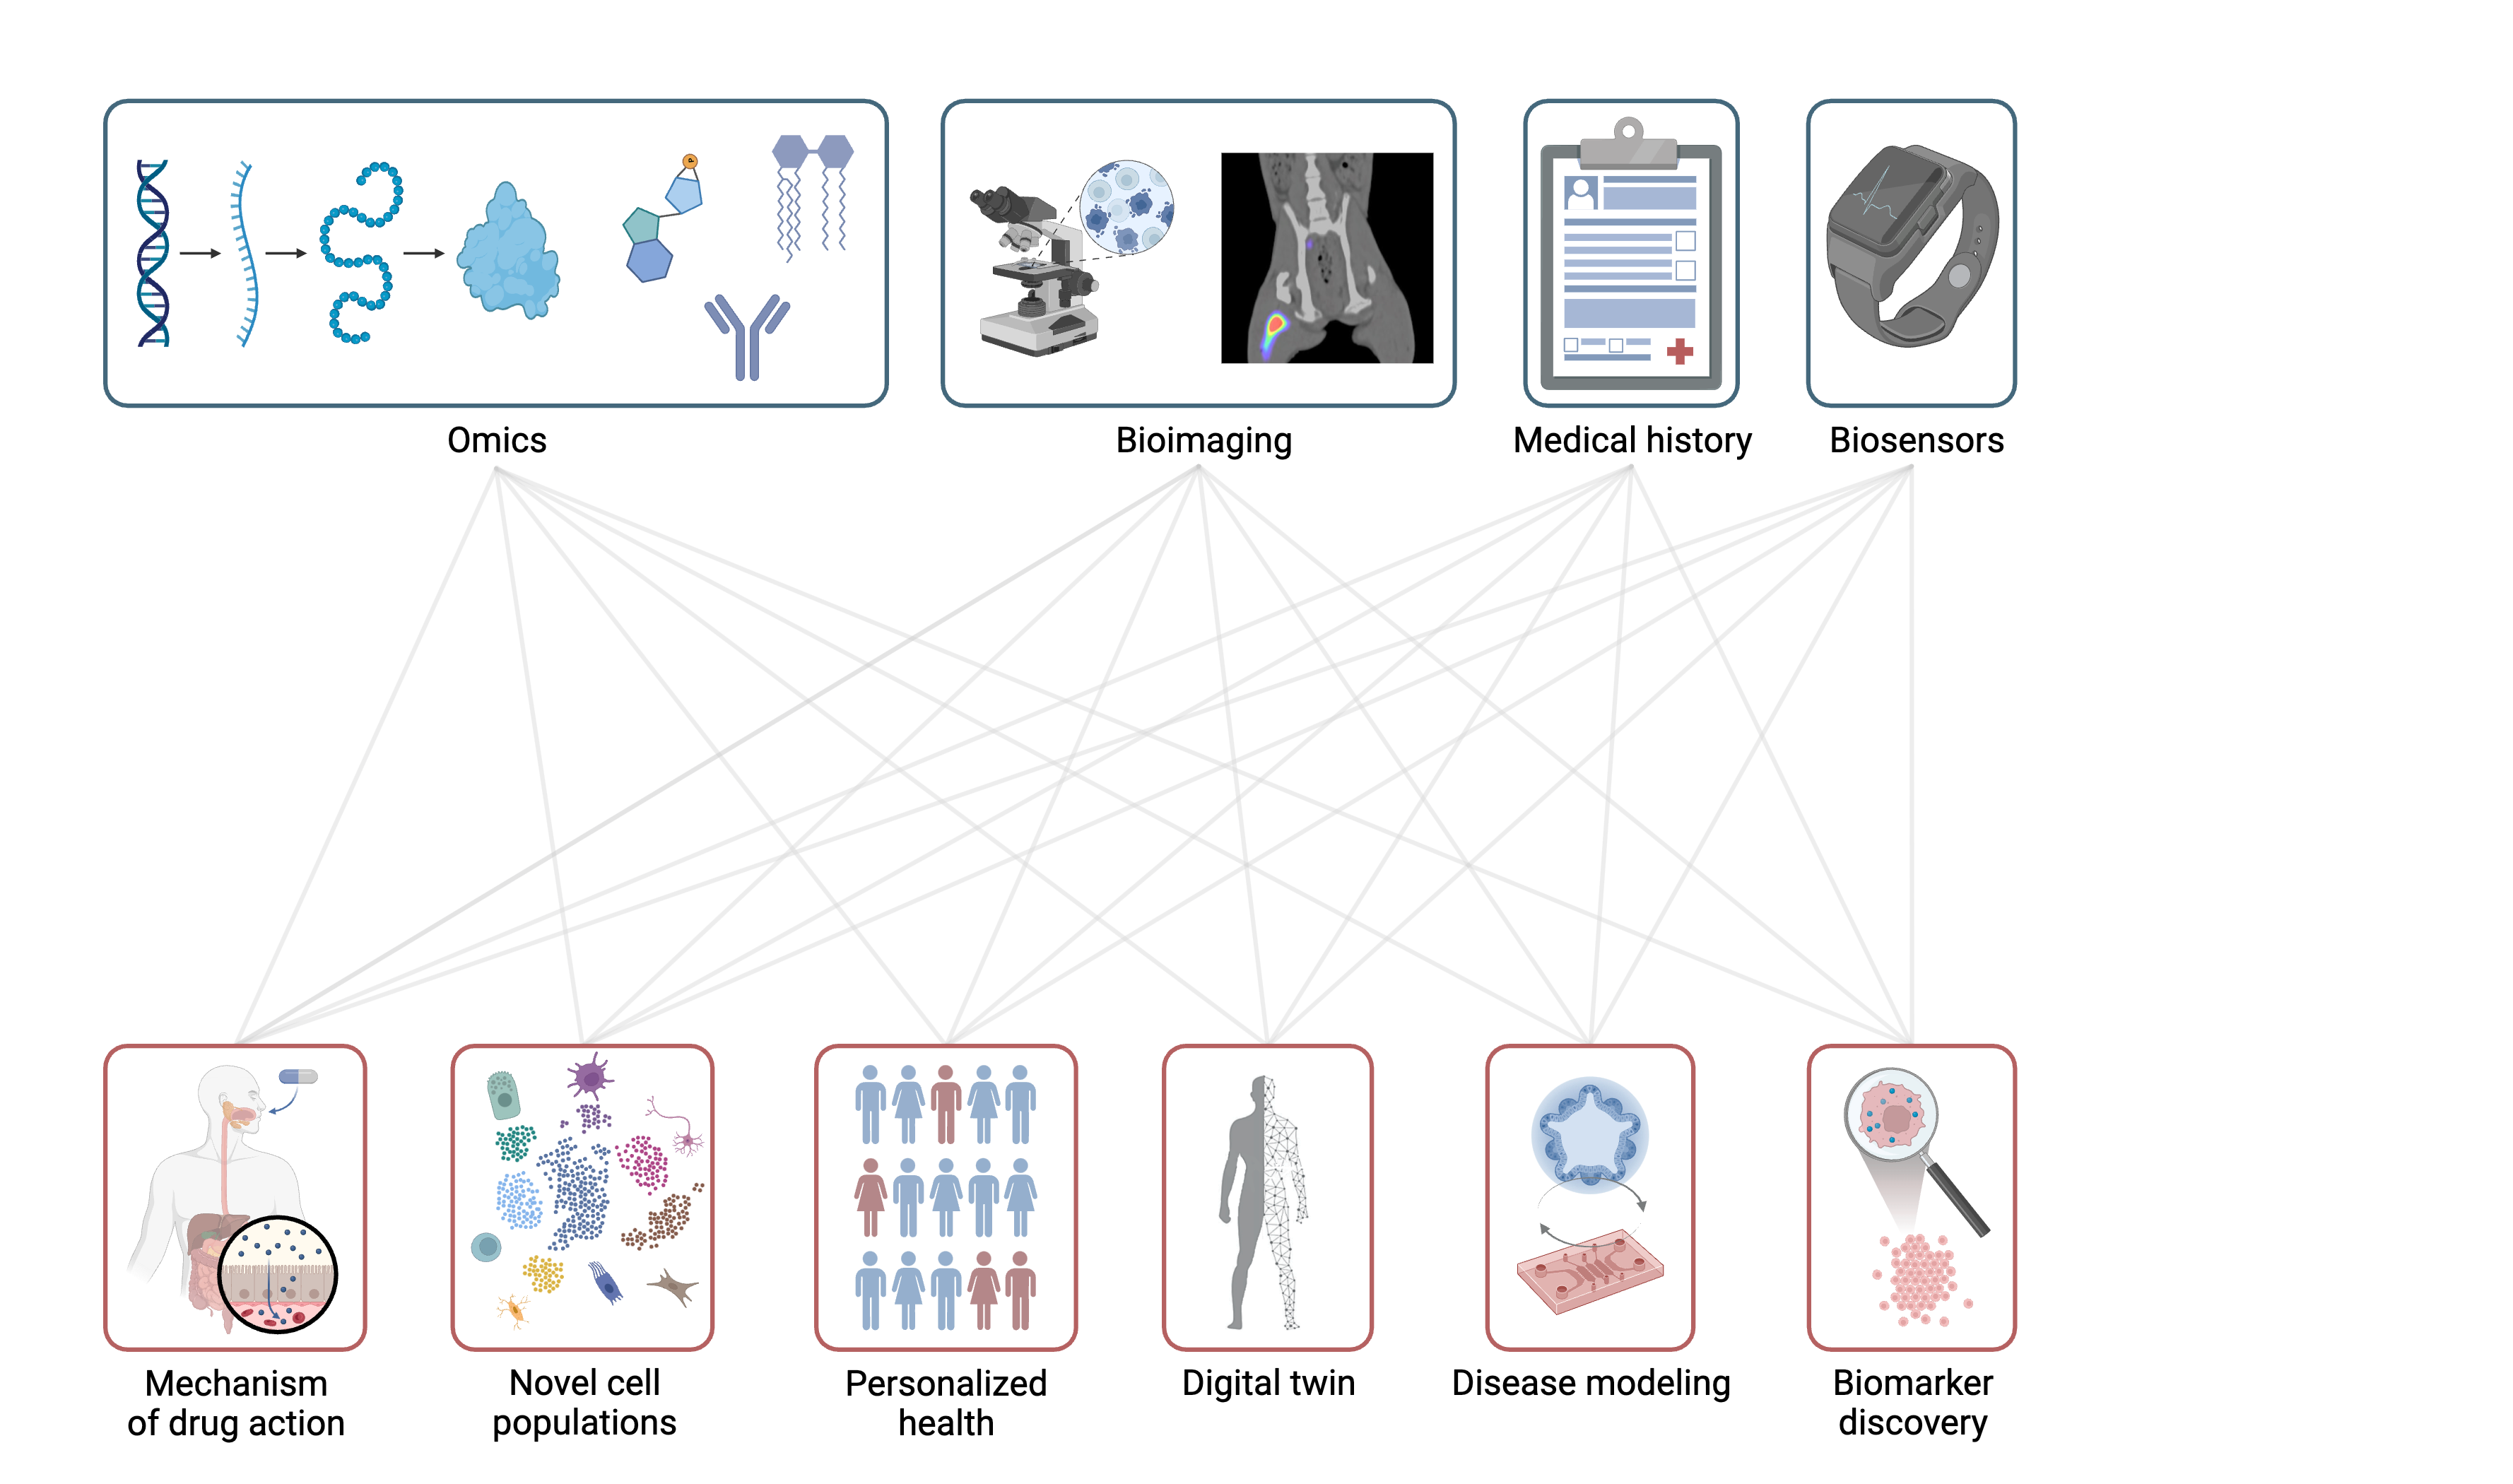 P
Omics
Bioimaging
Medical history
Biosensors
Mechanism
of drug action
Novel cell
populations
Personalized
health
Digital twin
Disease modeling
Biomarker
discovery